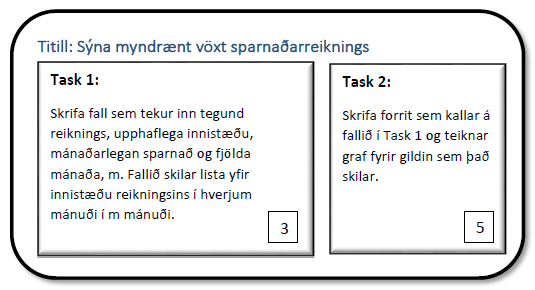 Titill: Sýna myndrænt vöxt sparnaðarreiknings
Task 1:
Skrifa fall sem tekur inn tegund
reiknings, upphaflega innistæðu,
mánaðarlegan sparnað og fjölda
mánaða, m. Fallið skilar lista yfir
innistæðu reikningsins í hverjum
mánuði í m mánuði.
3
Task 2:
Skrifa forrit sem kallar á
fallið í Task 1 og teiknar
graf fyrir gildin sem það
skilar.
5